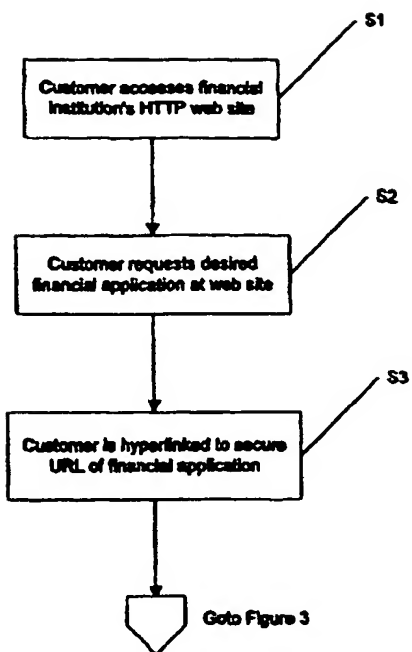 S1
Customer accesses financial
institution's HTTP web site
S2
Customer requests desired
financial application at web site
S3
Customer is hyperlinked to secure
URL of financial application
Goto Figure 3